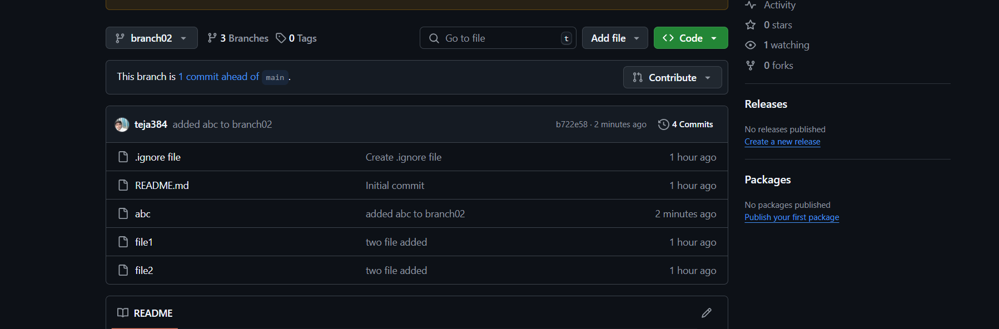 branch02
3 Branches
0 Tags
Go to file
t
Add file
Code
This branch is 1 commit ahead of main .
Contribute
teja384 added abc to branch02
b722e58 · 2 minutes ago
4 Commits
.ignore file Create .ignore file 1 hour ago
README.md Initial commit 1 hour ago
abc added abc to branch02 2 minutes ago
file1 two file added 1 hour ago
file2 two file added 1 hour ago
README
Activity
0 stars
1 watching
0 forks
Releases
No releases published
Create a new release
Packages
No packages published
Publish your first package